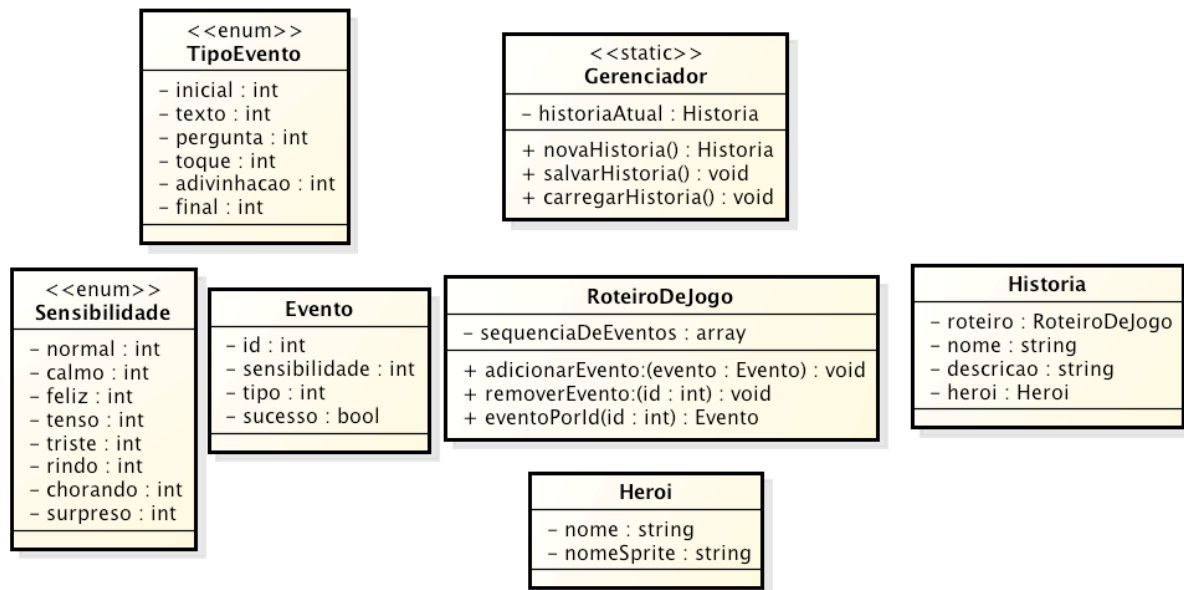 <<enum>>
TipoEvento
– inicial : int
– texto : int
– pergunta : int
– toque : int
– adivinhacao : int
– final : int
<<static>>
Gerenciador
– historiaAtual : Historia
+ novaHistoria() : Historia
+ salvarHistoria() : void
+ carregarHistoria() : void
<<enum>>
Sensibilidade
– normal : int
– calmo : int
– feliz : int
– tenso : int
– triste : int
– rindo : int
– chorando : int
– surpreso : int
Evento
– id : int
– sensibilidade : int
– tipo : int
– sucesso : bool
RoteiroDeJogo
– sequenciaDeEventos : array
+ adicionarEvento:(evento : Evento) : void
+ removerEvento:(id : int) : void
+ eventoPorId(id : int) : Evento
Historia
– roteiro : RoteiroDeJogo
– nome : string
– descricao : string
– heroi : Heroi
Heroi
– nome : string
– nomeSprite : string